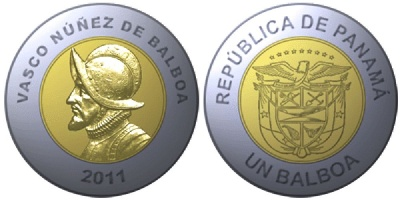 VASCO NÚÑEZ DE BALBOA
2011
REPÚBLICA DE PANAMÁ
UN BALBOA